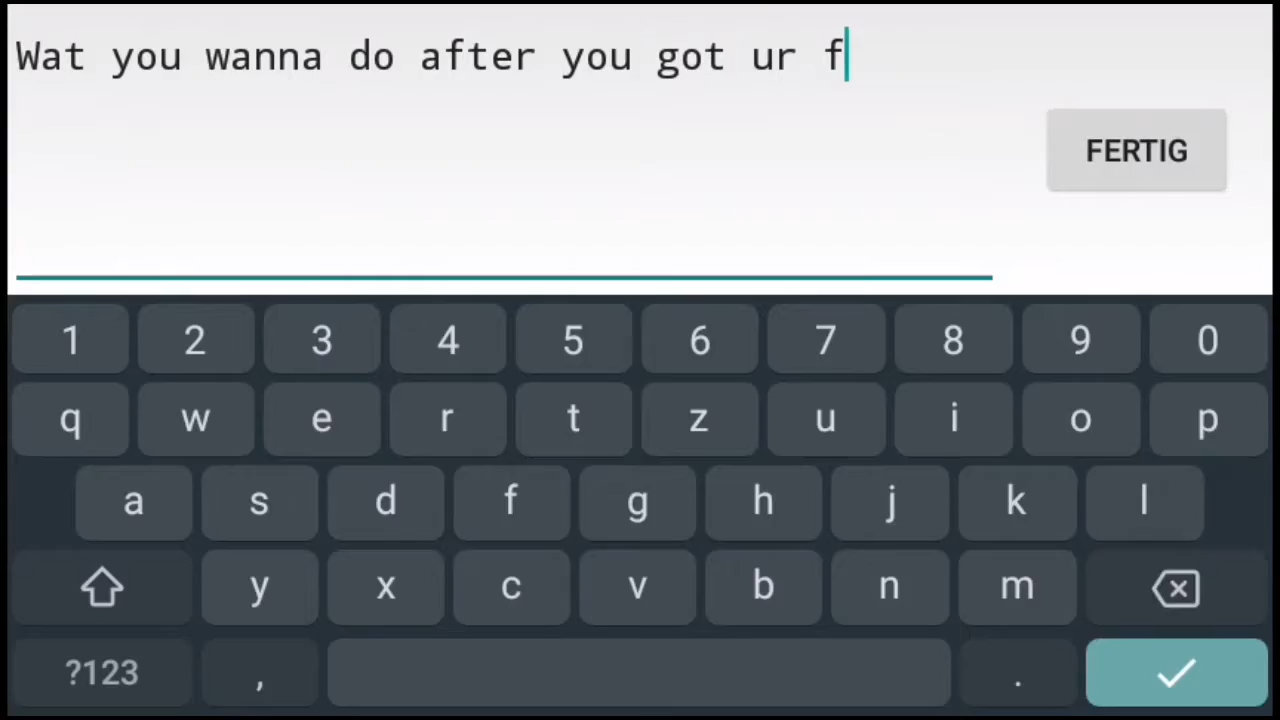 Wat you wanna do after you got ur f
FERTIG
1 2 3 4 5 6 7 8 9 0
q w e r t z u i o p
a s d f g h j k l
y x c v b n m
?123 , .